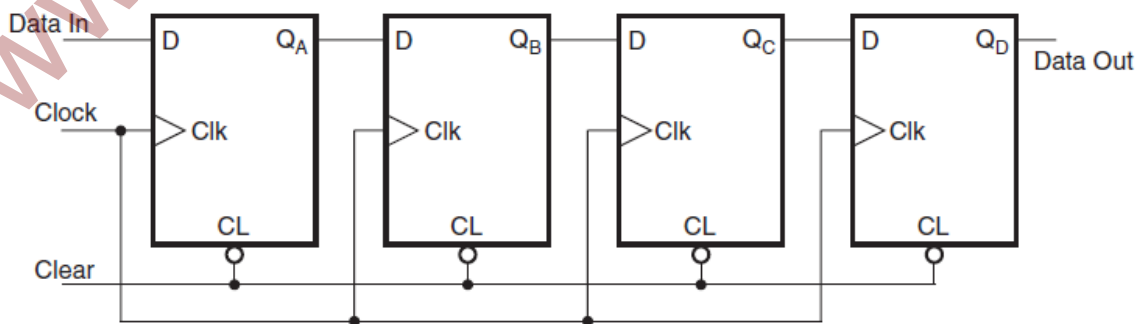 Data In
D QA D QB D QC D QD
Data Out
Clock
Clk Clk Clk Clk
CL CL CL CL
Clear